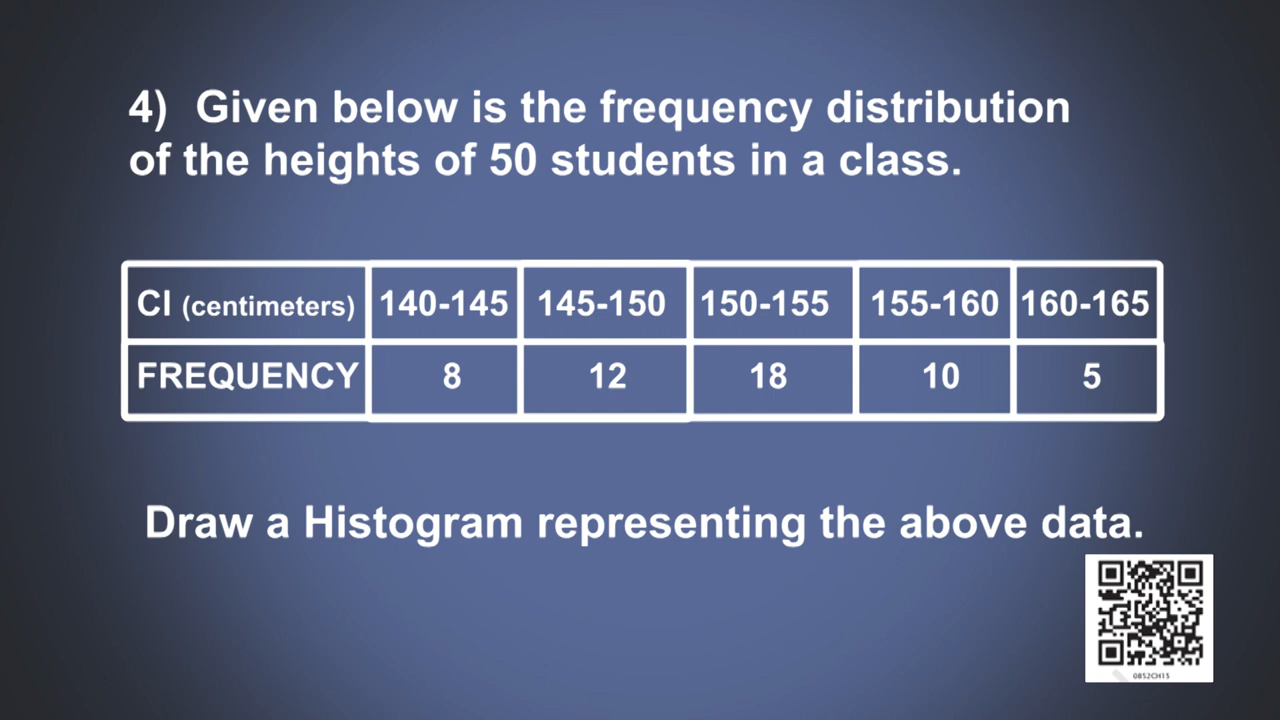 4) Given below is the frequency distribution
of the heights of 50 students in a class.
CI (centimeters) 140-145 145-150 150-155 155-160 160-165
FREQUENCY 8 12 18 10 5
Draw a Histogram representing the above data.
0852CH15